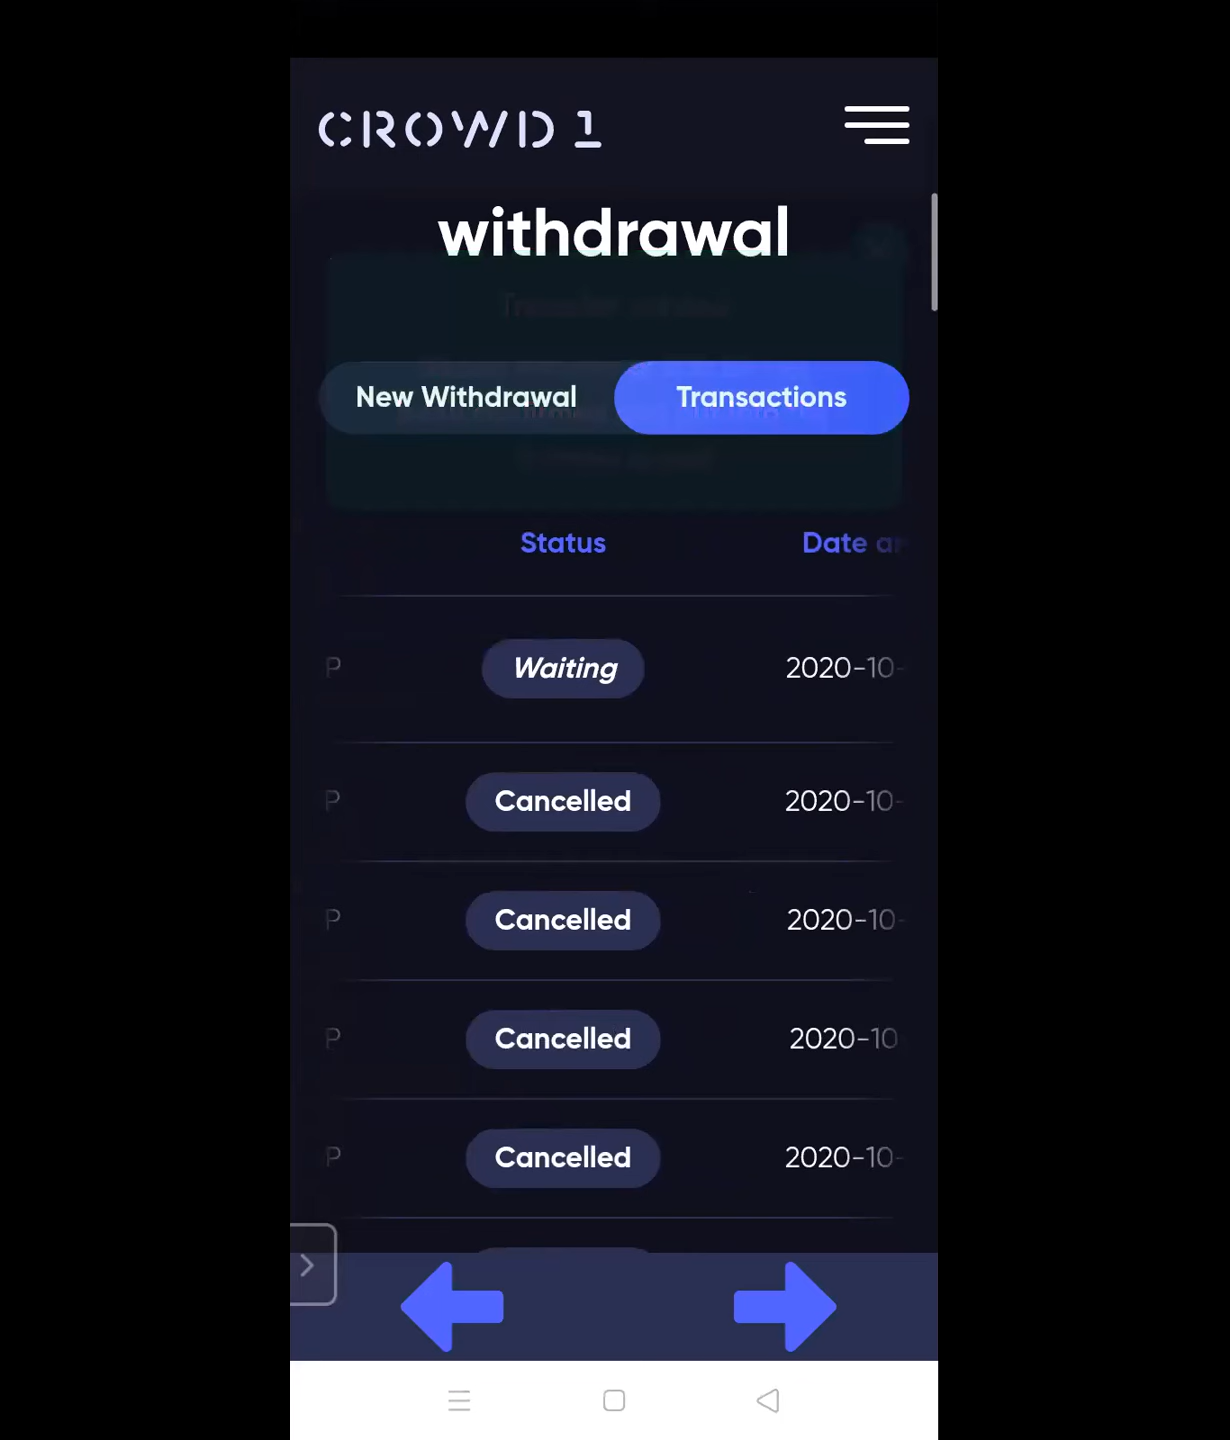 CROWD 1
withdrawal
New Withdrawal Transactions
Status Date
P Waiting 2020-10-
P Cancelled 2020-10-
P Cancelled 2020-10-
P Cancelled 2020-10
P Cancelled 2020-10-